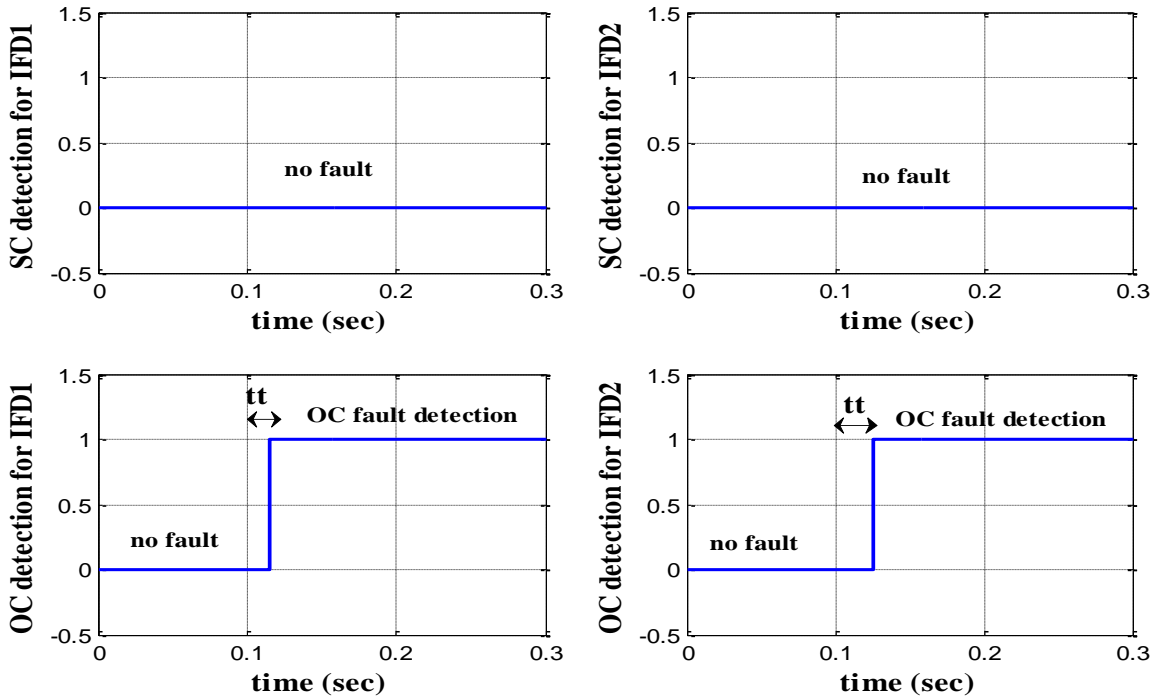 SC detection for IFD1
1.5
1
0.5
0
-0.5
no fault
0
0.1
0.2
0.3
time (sec)
SC detection for IFD2
1.5
1
0.5
0
-0.5
no fault
0
0.1
0.2
0.3
time (sec)
OC detection for IFD1
1.5
1
0.5
0
-0.5
tt
OC fault detection
no fault
0
0.1
0.2
0.3
time (sec)
OC detection for IFD2
1.5
1
0.5
0
-0.5
tt
OC fault detection
no fault
0
0.1
0.2
0.3
time (sec)